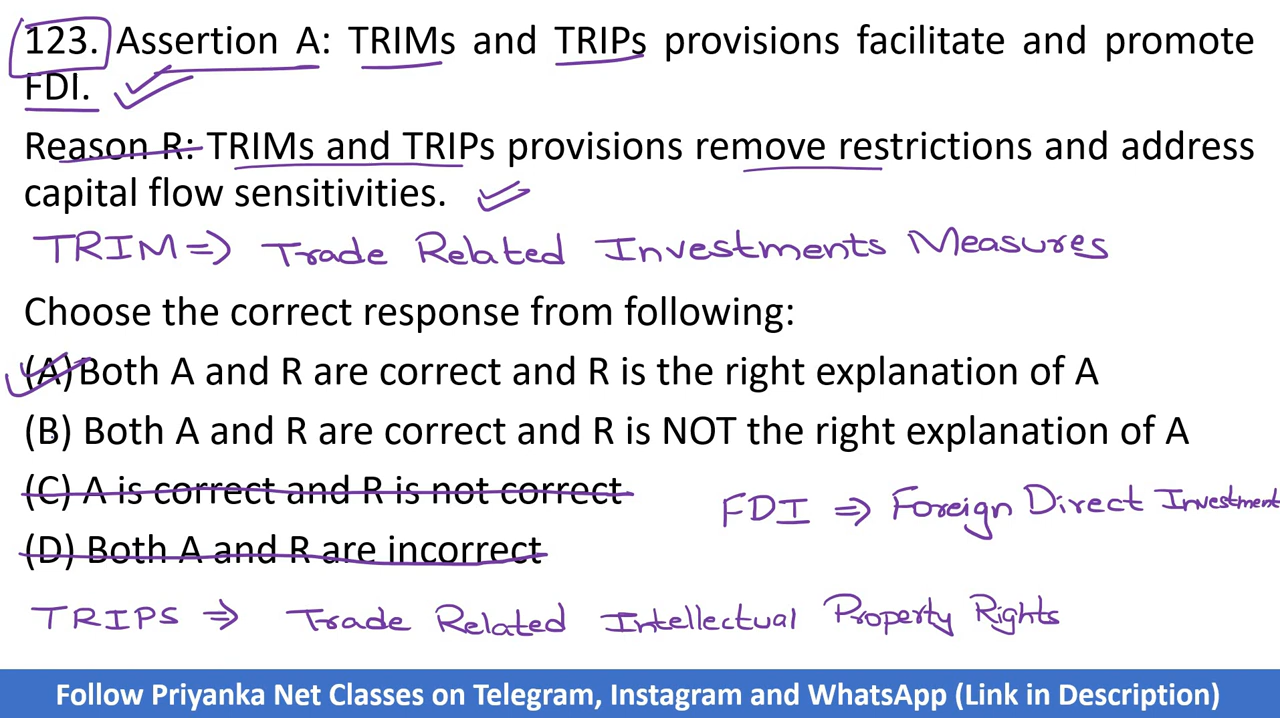 123. Assertion A: TRIMs and TRIPs provisions facilitate and promote
FDI.
Reason R: TRIMs and TRIPs provisions remove restrictions and address
capital flow sensitivities.
TRIM => Trade Related Investments Measures
Choose the correct response from following:
(A) Both A and R are correct and R is the right explanation of A
(B) Both A and R are correct and R is NOT the right explanation of A
(C) A is correct and R is not correct
FDI => Foreign Direct Investment
(D) Both A and R are incorrect
TRIPS => Trade Related Intellectual Property Rights
Follow Priyanka Net Classes on Telegram, Instagram and WhatsApp (Link in Description)